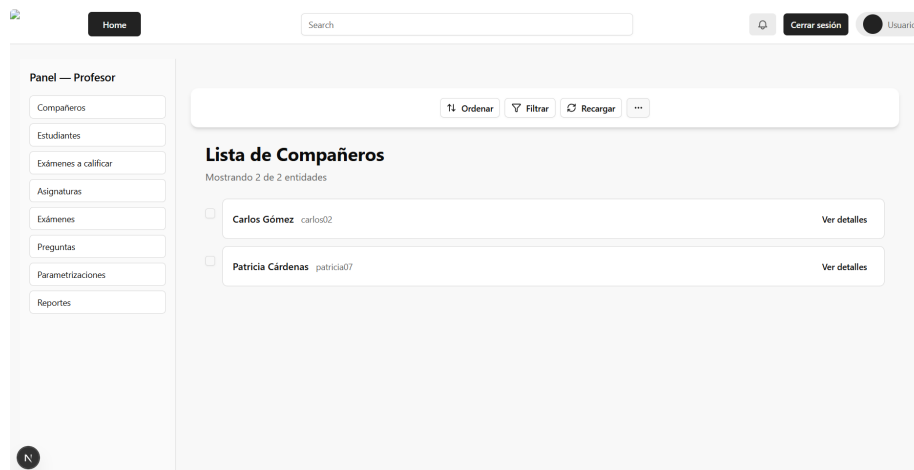 Home
Search
Cerrar sesión
Usuario
Panel — Profesor
Compañeros
Estudiantes
Exámenes a calificar
Asignaturas
Exámenes
Preguntas
Parametrizaciones
Reportes
Ordenar
Filtrar
Recargar
...
Lista de Compañeros
Mostrando 2 de 2 entidades
Carlos Gómez carlos02 Ver detalles
Patricia Cárdenas patricia07 Ver detalles
N